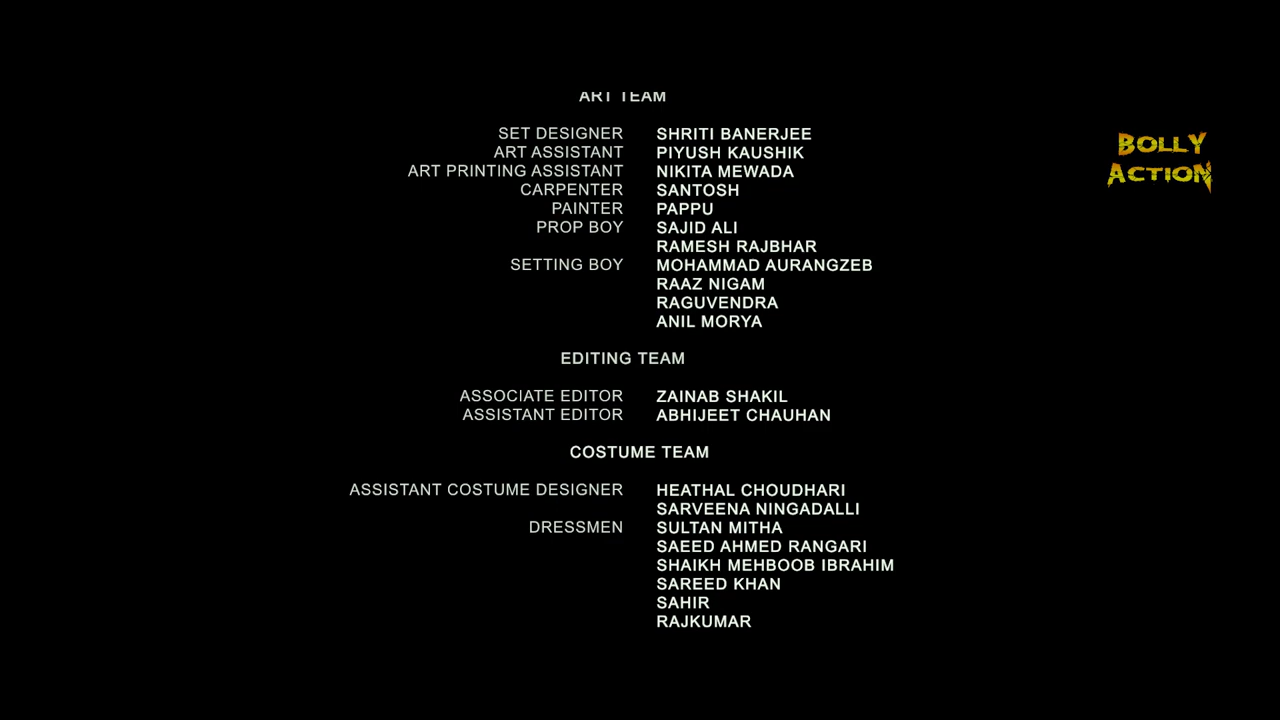 ART TEAM
SET DESIGNER SHRITI BANERJEE
ART ASSISTANT PIYUSH KAUSHIK
ART PRINTING ASSISTANT NIKITA MEWADA
CARPENTER SANTOSH
PAINTER PAPPU
PROP BOY SAJID ALI
RAMESH RAJBHAR
SETTING BOY MOHAMMAD AURANGZEB
RAAZ NIGAM
RAGUVENDRA
ANIL MORYA
EDITING TEAM
ASSOCIATE EDITOR ZAINAB SHAKIL
ASSISTANT EDITOR ABHIJEET CHAUHAN
COSTUME TEAM
ASSISTANT COSTUME DESIGNER HEATHAL CHOUDHARI
SARVEENA NINGADALLI
DRESSMEN SULTAN MITHA
SAEED AHMED RANGARI
SHAIKH MEHBOOB IBRAHIM
SAREED KHAN
SAHIR
RAJKUMAR
BOLLY
ACTION